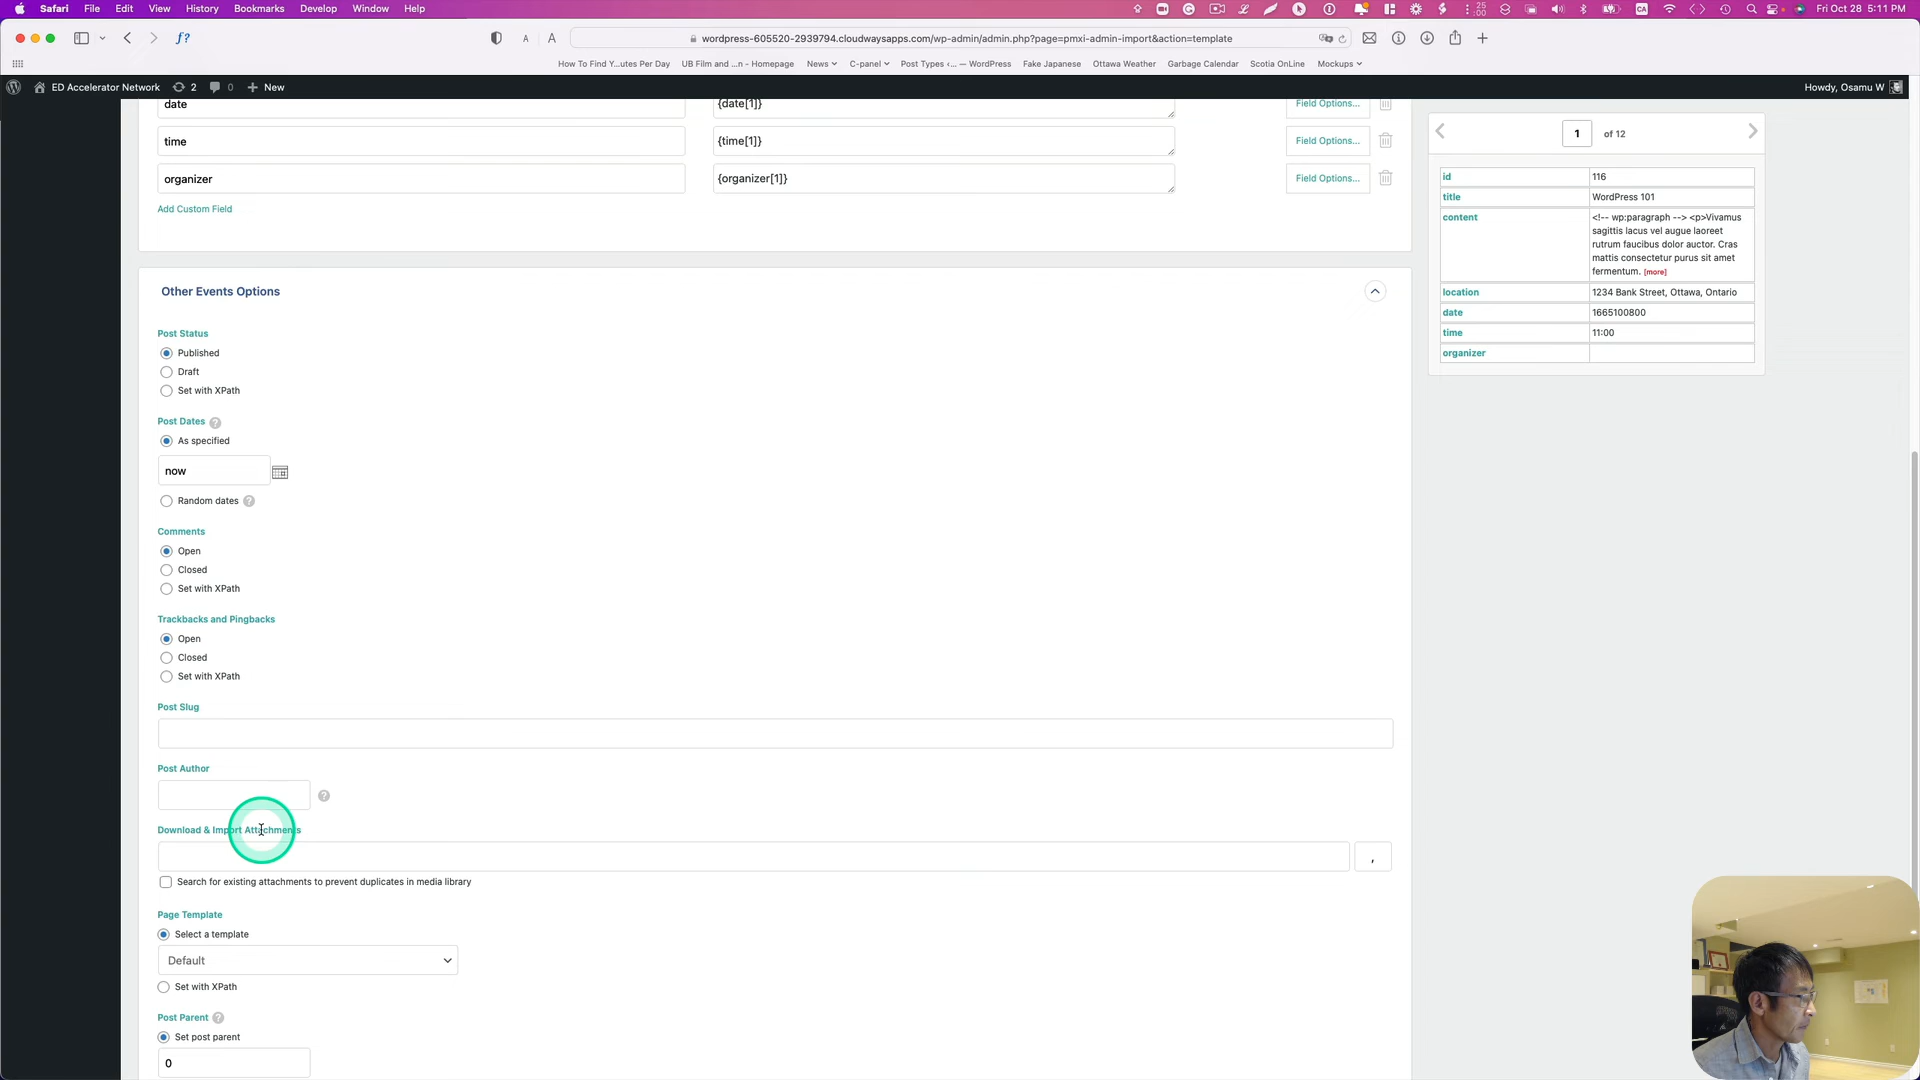 Safari File Edit View History Bookmarks Develop Window Help
25 :00
CA
Fri Oct 28 5:11 PM
f?
A A
wordpress-605520-2939794.cloudwaysapps.com/wp-admin/admin.php?page=pmxi-admin-import&action=template
How To Find Y...utes Per Day UB Film and ...n - Homepage News C-panel Post Types ‹... — WordPress Fake Japanese Ottawa Weather Garbage Calendar Scotia OnLine Mockups
ED Accelerator Network 2 0 New
Howdy, Osamu W
date {date[1]} Field Options...
time {time[1]} Field Options...
organizer {organizer[1]} Field Options...
Add Custom Field
Other Events Options
Post Status
Published
Draft
Set with XPath
Post Dates ?
As specified
now
Random dates ?
Comments
Open
Closed
Set with XPath
Trackbacks and Pingbacks
Open
Closed
Set with XPath
Post Slug
Post Author
?
Download & Import Attachments
,
Search for existing attachments to prevent duplicates in media library
Page Template
Select a template
Default
Set with XPath
Post Parent ?
Set post parent
0
1 of 12
id 116
title WordPress 101
content <!-- wp:paragraph --> <p>Vivamus
sagittis lacus vel augue laoreet
rutrum faucibus dolor auctor. Cras
mattis consectetur purus sit amet
fermentum. [more]
location 1234 Bank Street, Ottawa, Ontario
date 1665100800
time 11:00
organizer